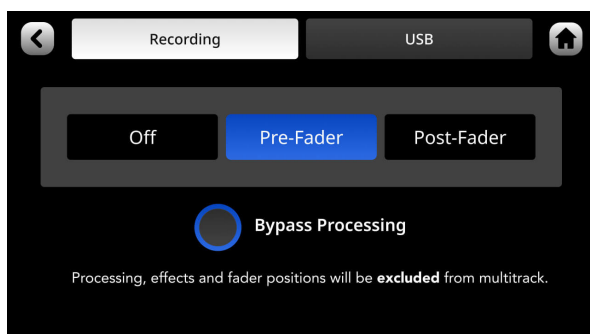 Recording
USB
Off
Pre-Fader
Post-Fader
Bypass Processing
Processing, effects and fader positions will be excluded from multitrack.